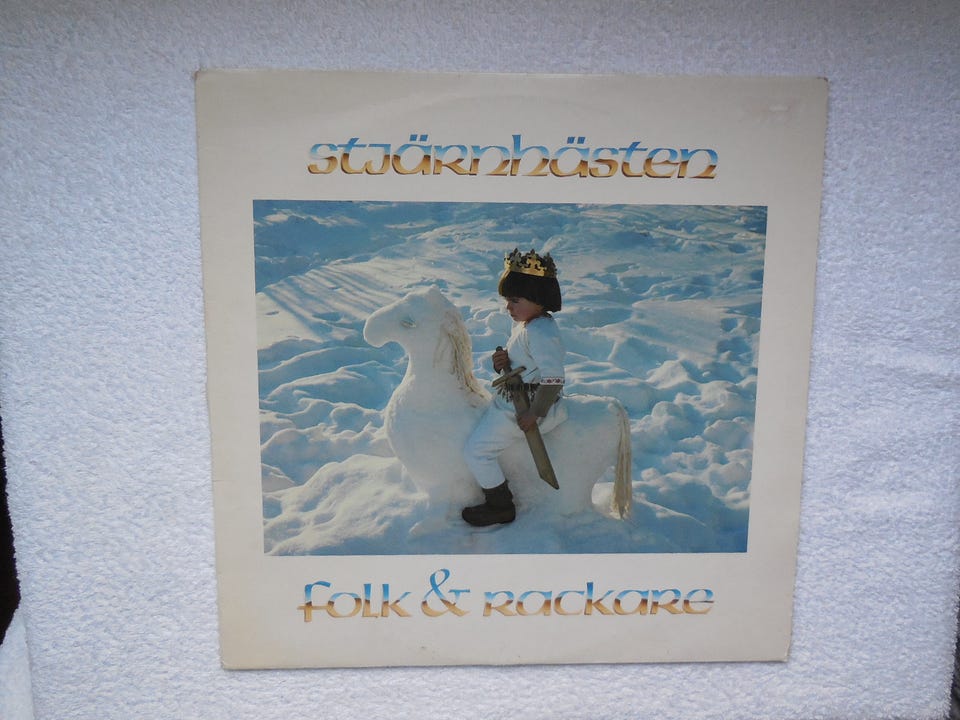 stjärnhästen
folk & rackare